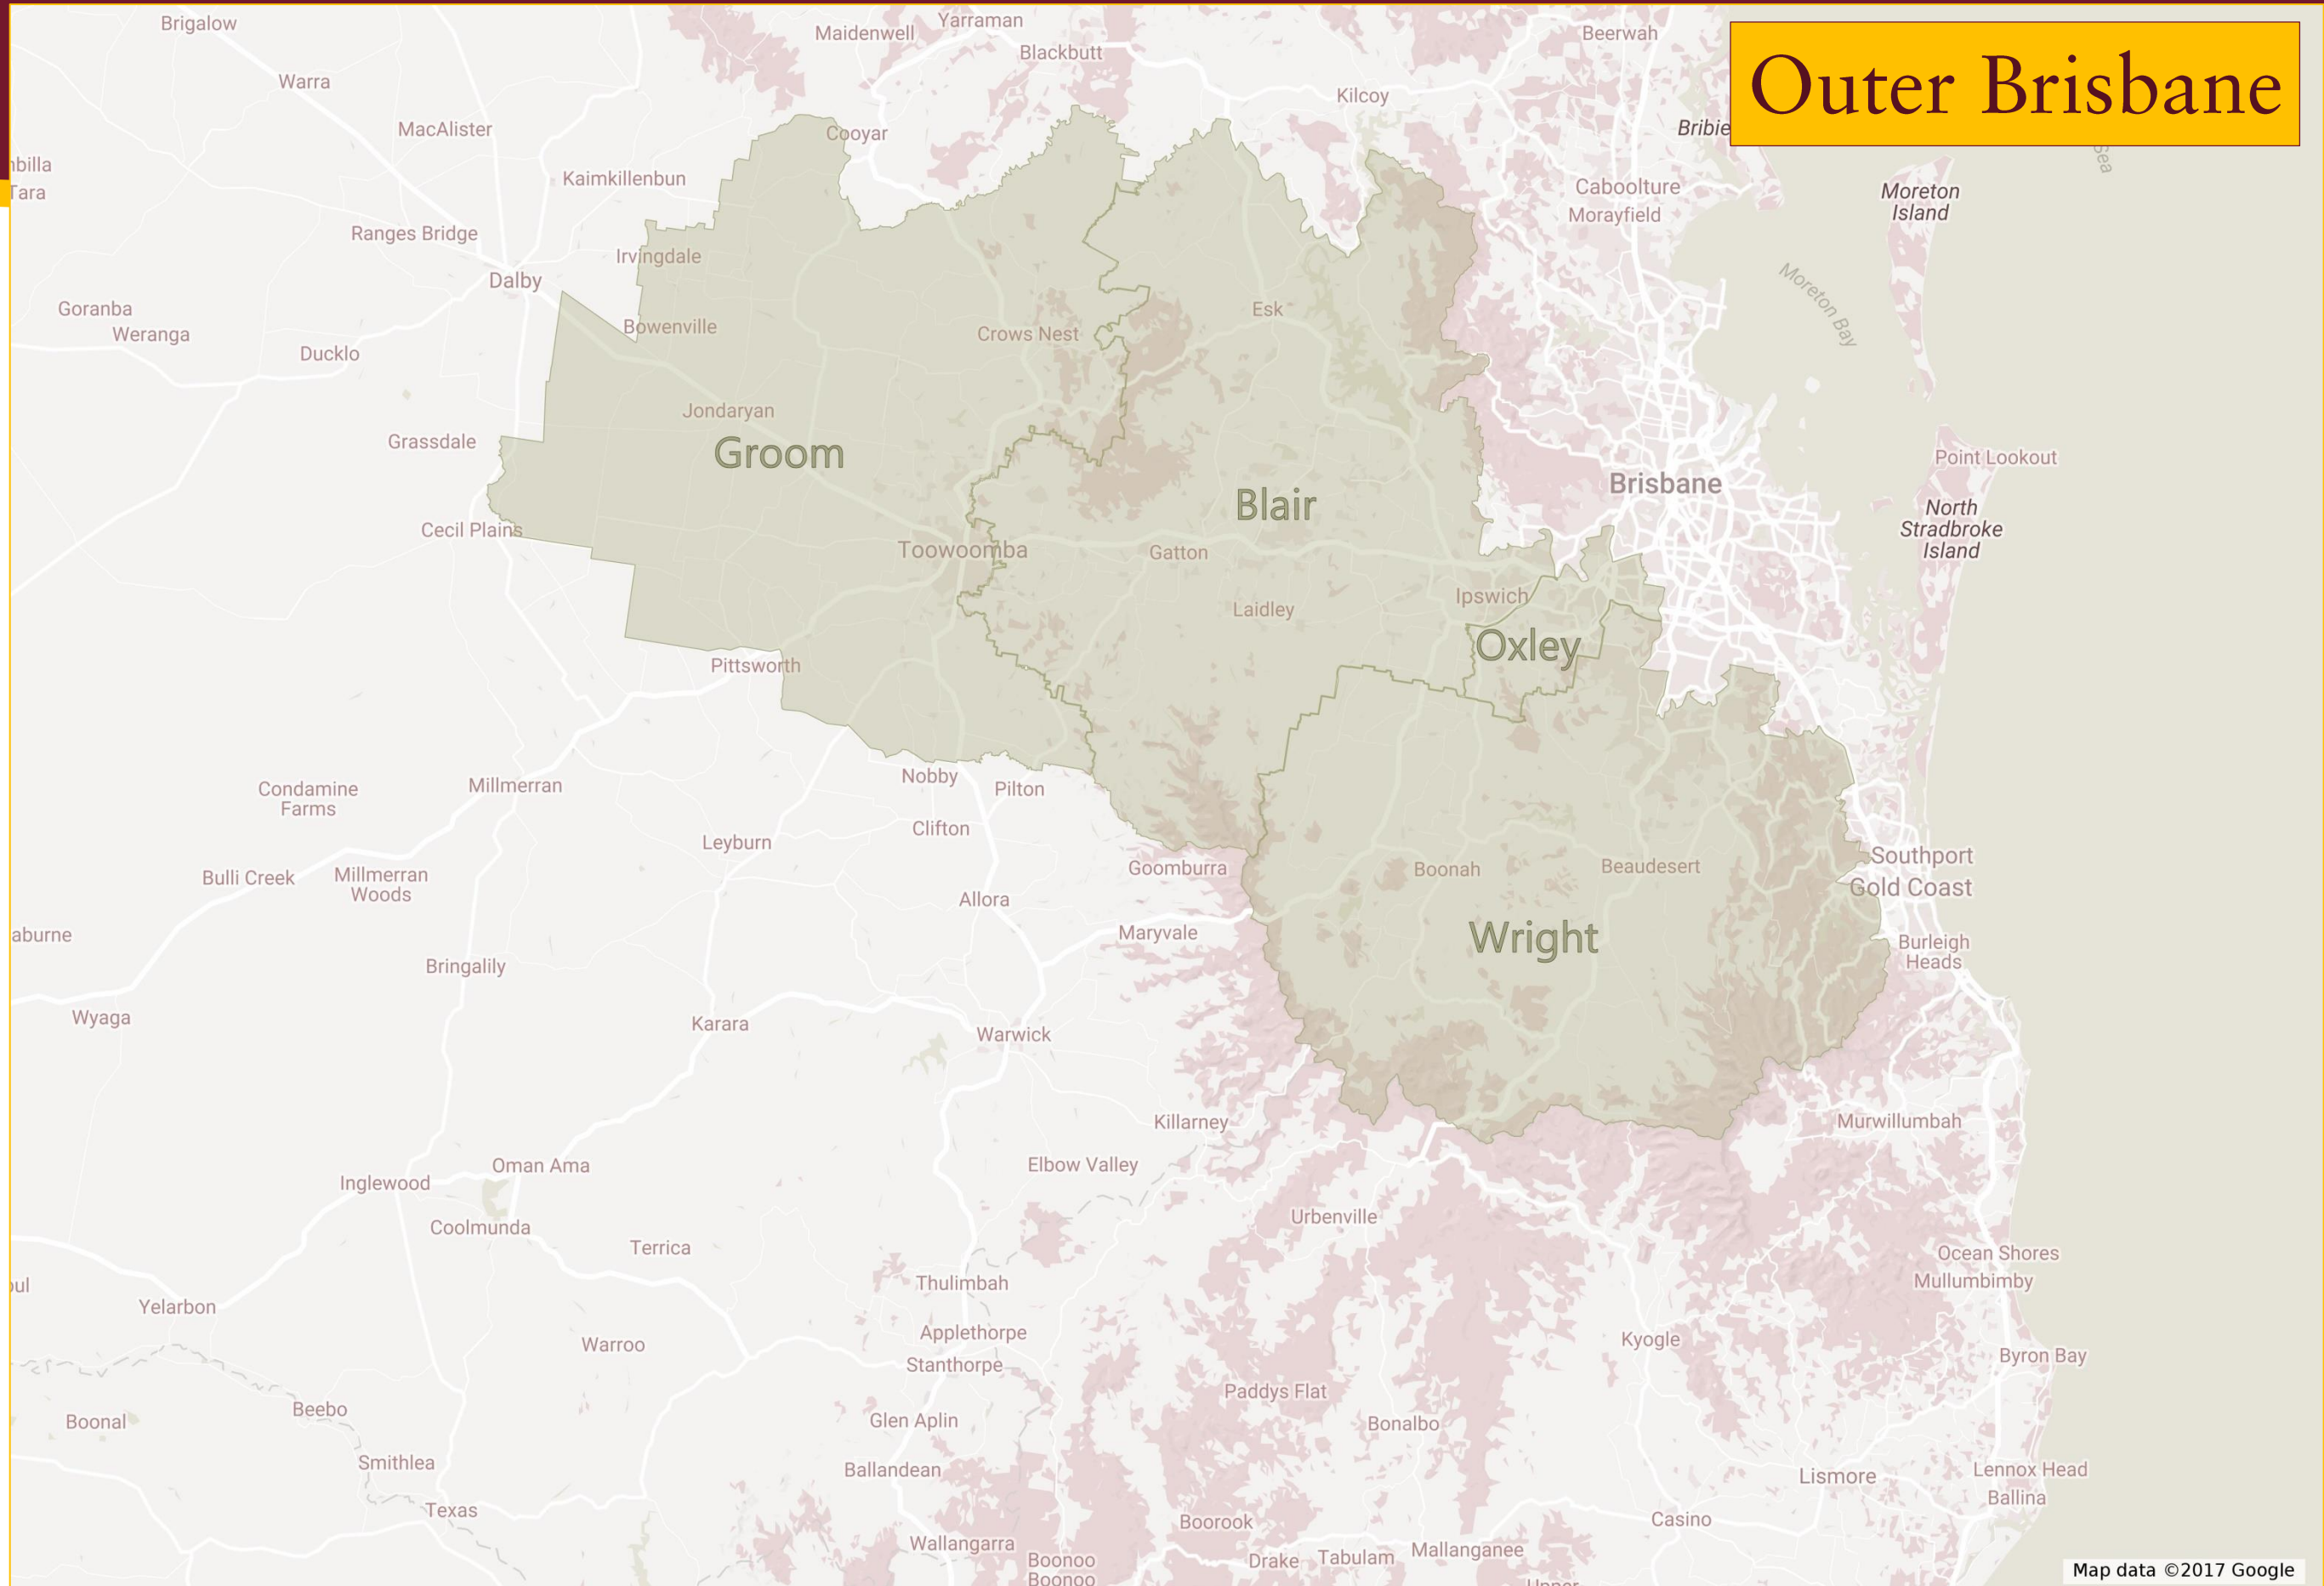 Outer Brisbane
Brigalow
Maidenwell
Yarraman
Blackbutt
Beerwah
Warra
Kilcoy
MacAlister
Cooyar
Bribie
Sea
nbilla
Tara
Kaimkillenbun
Caboolture
Morayfield
Moreton
Island
Ranges Bridge
Irvingdale
Dalby
Moreton Bay
Goranba
Weranga
Bowenville
Crows Nest
Esk
Ducklo
Jondaryan
Grassdale
Groom
Point Lookout
Brisbane
Blair
North
Stradbroke
Island
Cecil Plains
Toowoomba
Gatton
Laidley
Ipswich
Oxley
Pittsworth
Nobby
Pilton
Condamine
Farms
Millmerran
Clifton
Leyburn
Goomburra
Boonah
Beaudesert
Southport
Gold Coast
Bulli Creek
Millmerran
Woods
Allora
Maryvale
Wright
Burleigh
Heads
aburne
Bringalily
Wyaga
Karara
Warwick
Killarney
Murwillumbah
Elbow Valley
Oman Ama
Inglewood
Coolmunda
Urbenville
Terrica
Ocean Shores
Mullumbimby
Thulimbah
oul
Yelarbon
Applethorpe
Warroo
Stanthorpe
Kyogle
Byron Bay
Paddys Flat
Beebo
Boonal
Glen Aplin
Bonalbo
Smithlea
Ballandean
Lismore
Lennox Head
Ballina
Texas
Boorook
Casino
Wallangarra
Boonoo
Boonoo
Drake
Tabulam
Mallanganee
Upper
Map data ©2017 Google